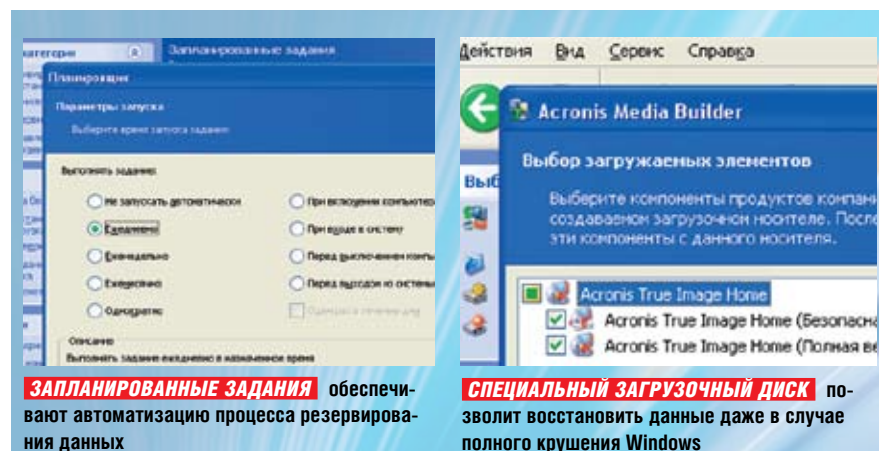 категории
Запланированные задания
Планировщик
Параметры запуска
Выберите время запуска задания
Выполнять задание:
Не запускать автоматически
При включении компьютер
Ежедневно
При входе в систему
Еженедельно
Перед выключением компь
Ежемесячно
Перед выходом из системы
Однократно
Описание
Выполнять задание ежедневно в назначенное время
ЗАПЛАНИРОВАННЫЕ ЗАДАНИЯ обеспечи-
вают автоматизацию процесса резервирова-
ния данных
Действия Вид Сервис Справка
Acronis Media Builder
Выбор загружаемых элементов
Выб
Выберите компоненты продуктов компан
создаваемом загрузочном носителе. После
эти компоненты с данного носителя.
Acronis True Image Home
Acronis True Image Home (Безопасна
Acronis True Image Home (Полная ве
СПЕЦИАЛЬНЫЙ ЗАГРУЗОЧНЫЙ ДИСК по-
зволит восстановить данные даже в случае
полного крушения Windows